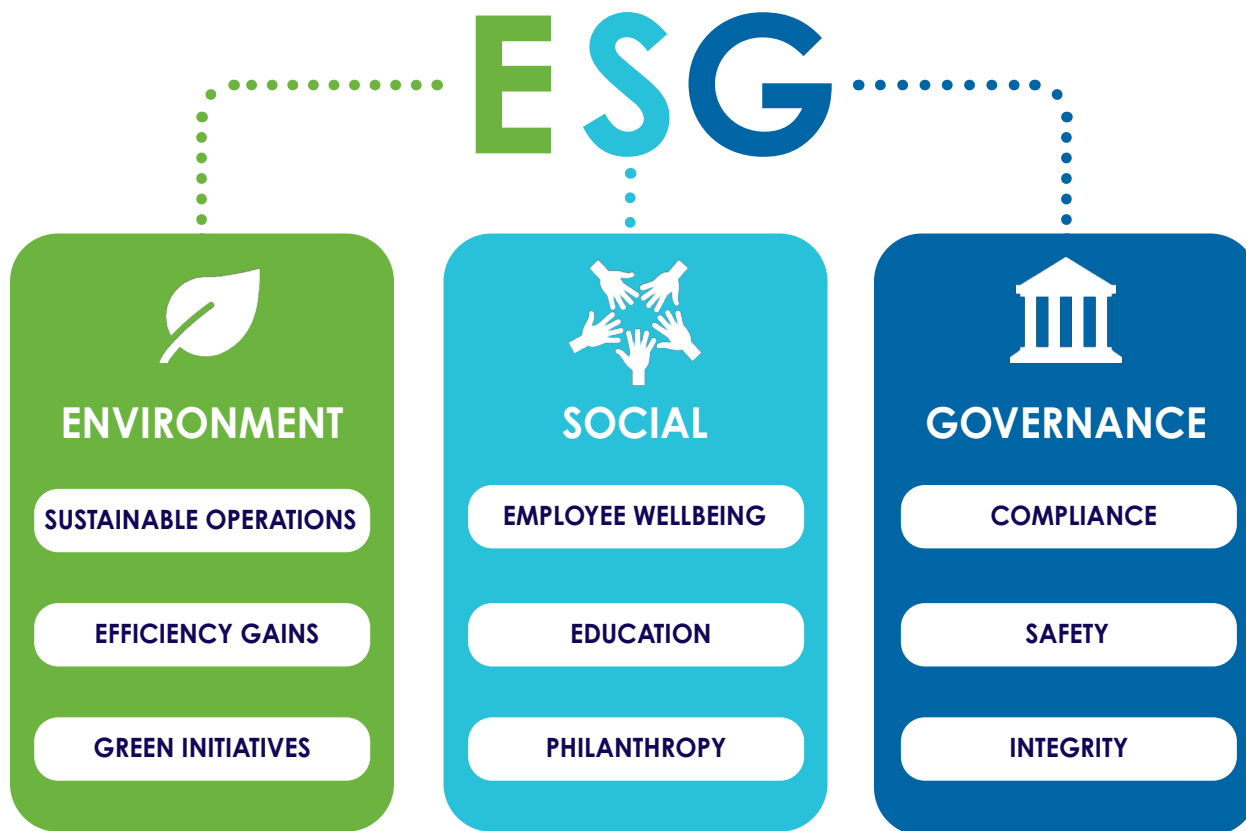 ESG
ENVIRONMENT
SUSTAINABLE OPERATIONS
EFFICIENCY GAINS
GREEN INITIATIVES
SOCIAL
EMPLOYEE WELLBEING
EDUCATION
PHILANTHROPY
GOVERNANCE
COMPLIANCE
SAFETY
INTEGRITY